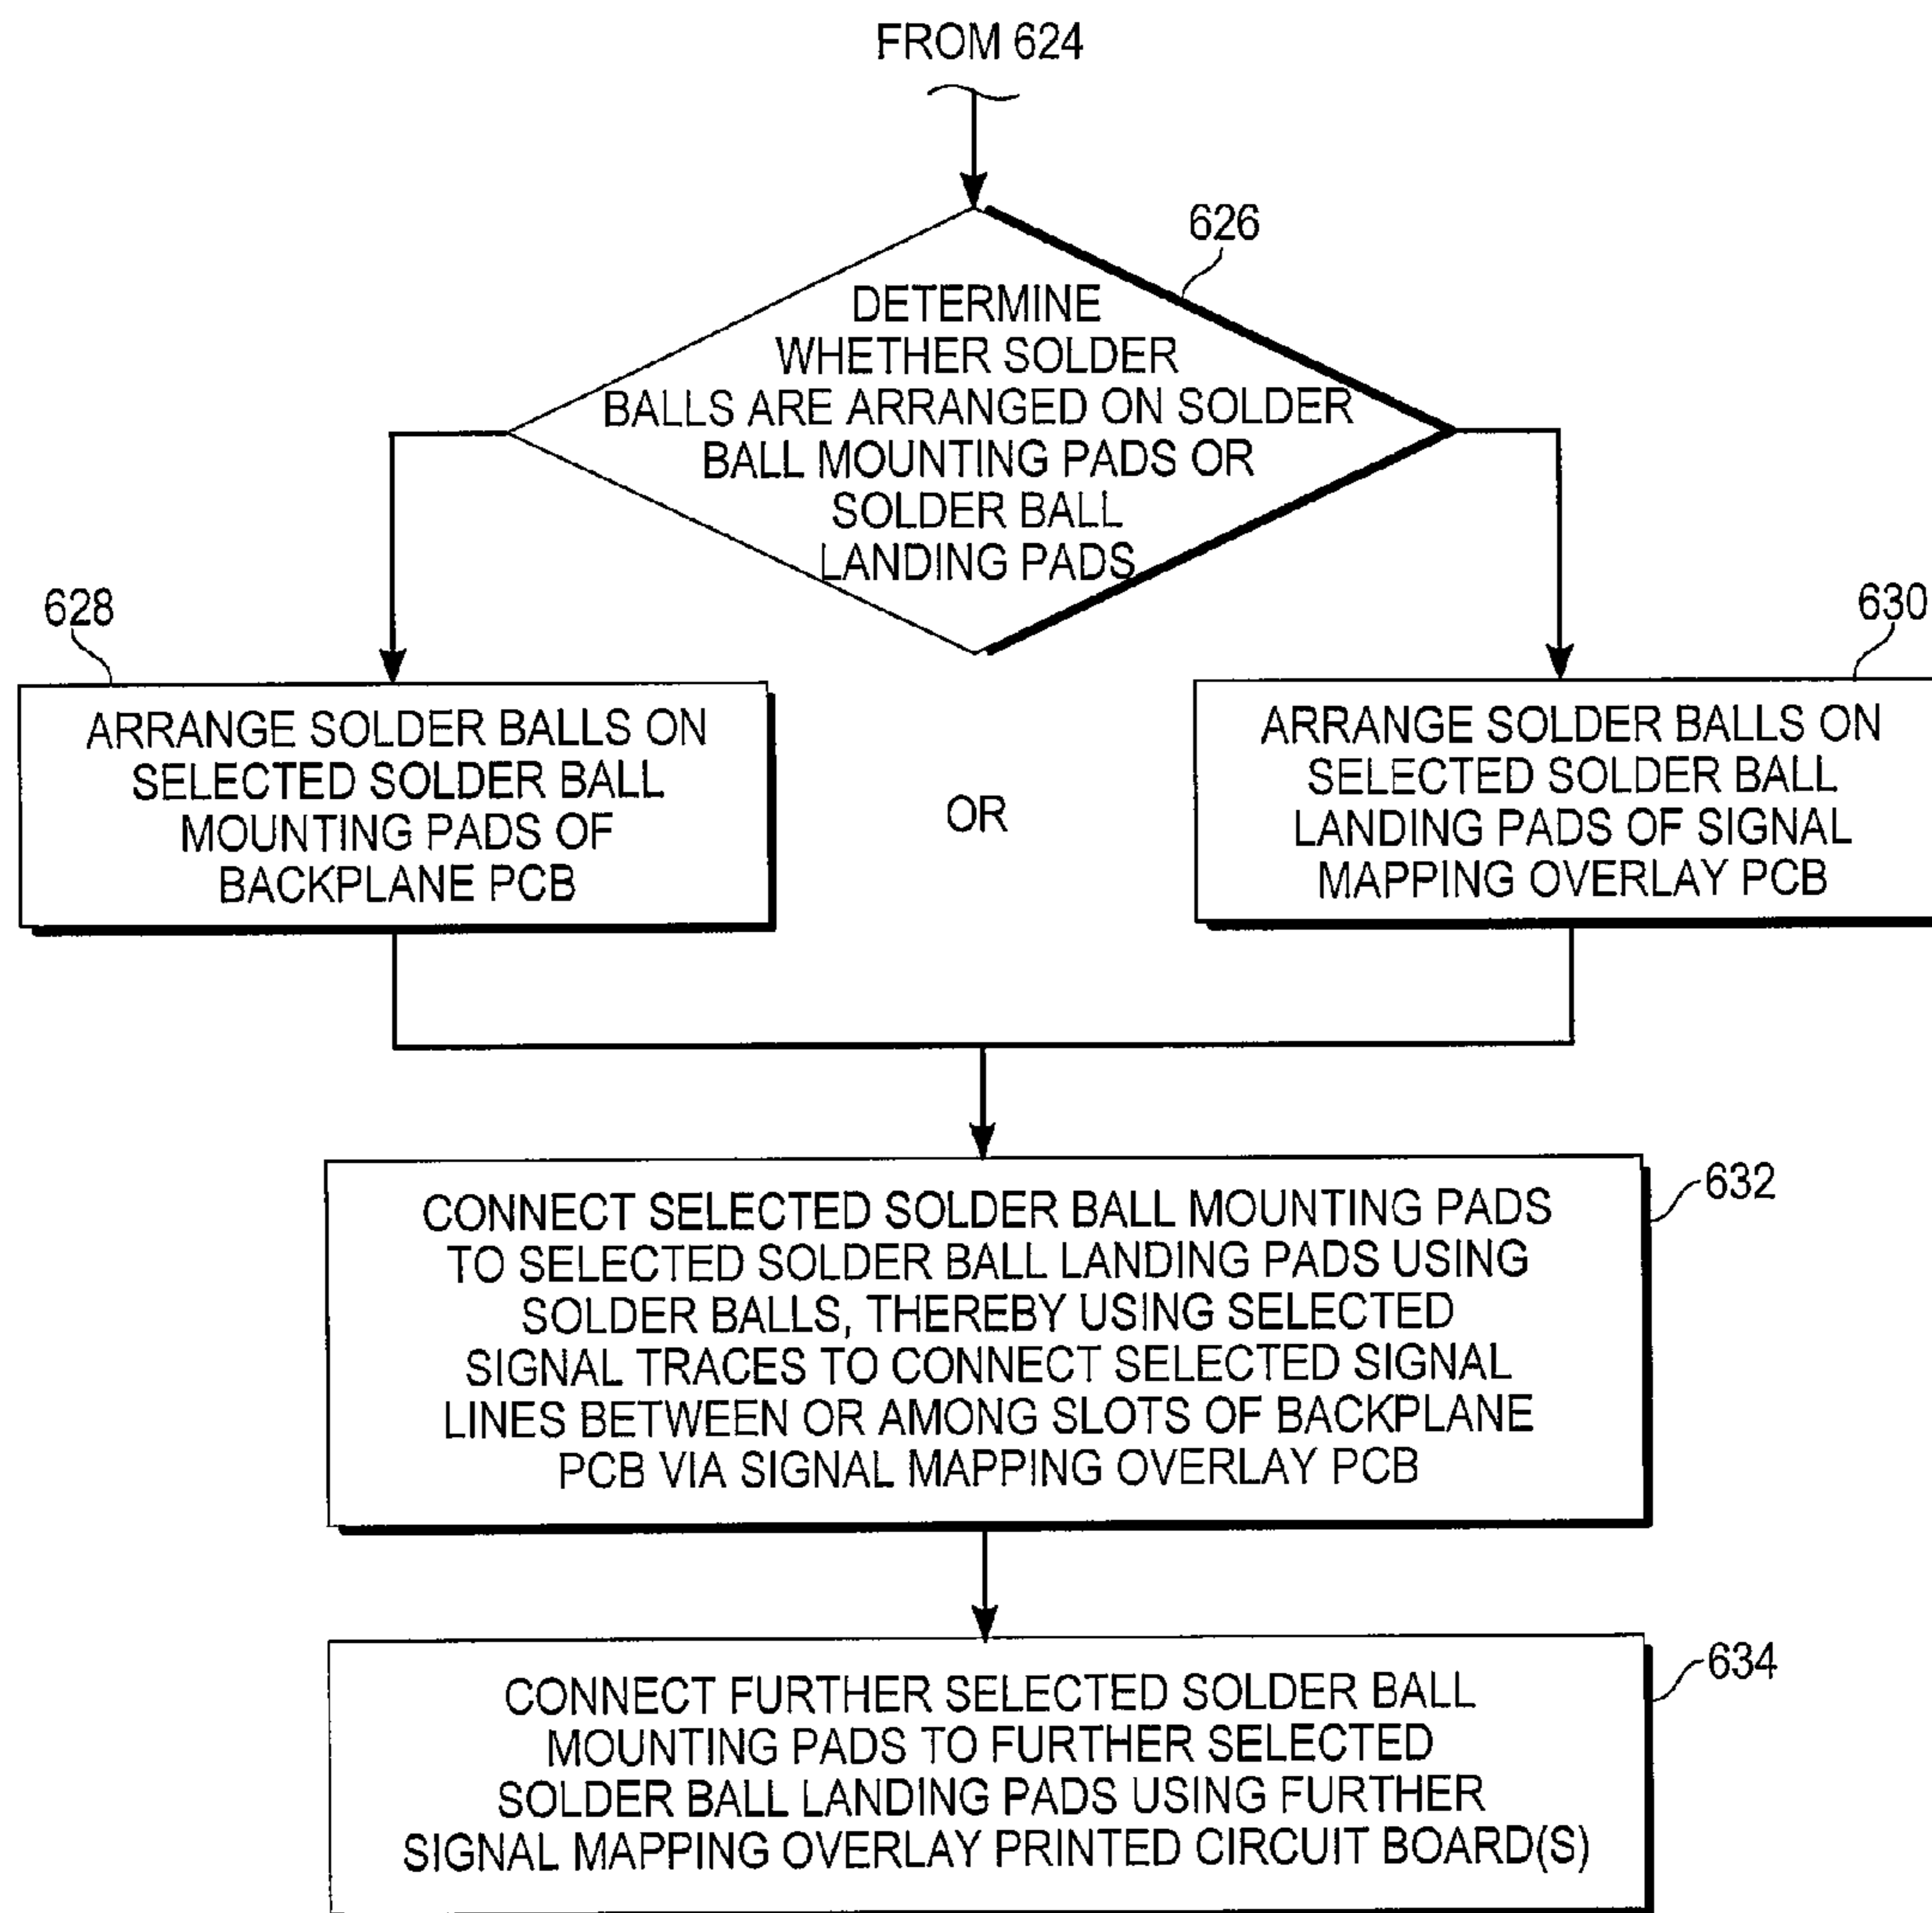 FROM 624
626
DETERMINE
WHETHER SOLDER
BALLS ARE ARRANGED ON SOLDER
BALL MOUNTING PADS OR
SOLDER BALL
LANDING PADS
628
ARRANGE SOLDER BALLS ON
SELECTED SOLDER BALL
MOUNTING PADS OF
BACKPLANE PCB
OR
630
ARRANGE SOLDER BALLS ON
SELECTED SOLDER BALL
LANDING PADS OF SIGNAL
MAPPING OVERLAY PCB
632
CONNECT SELECTED SOLDER BALL MOUNTING PADS
TO SELECTED SOLDER BALL LANDING PADS USING
SOLDER BALLS, THEREBY USING SELECTED
SIGNAL TRACES TO CONNECT SELECTED SIGNAL
LINES BETWEEN OR AMONG SLOTS OF BACKPLANE
PCB VIA SIGNAL MAPPING OVERLAY PCB
634
CONNECT FURTHER SELECTED SOLDER BALL
MOUNTING PADS TO FURTHER SELECTED
SOLDER BALL LANDING PADS USING FURTHER
SIGNAL MAPPING OVERLAY PRINTED CIRCUIT BOARD(S)